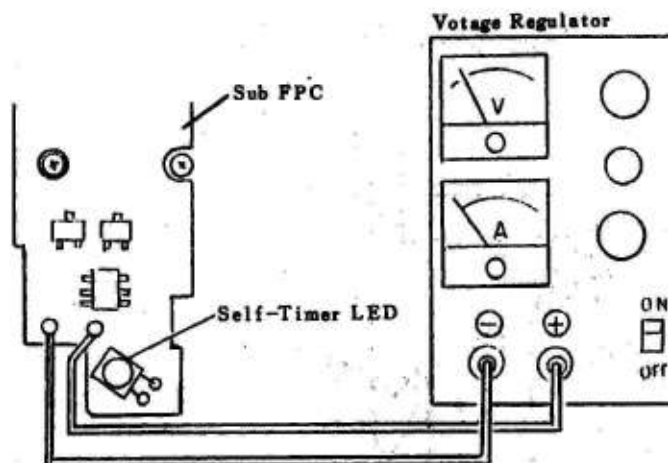 Votage Regulator
Sub FPC
V
A
Self-Timer LED
⊖ ⊕
ON
OFF